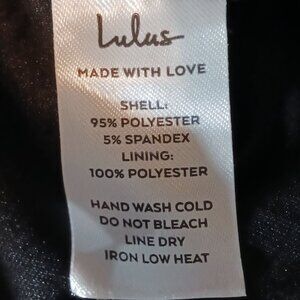 Lulus
MADE WITH LOVE
SHELL:
95% POLYESTER
5% SPANDEX
LINING:
100% POLYESTER
HAND WASH COLD
DO NOT BLEACH
LINE DRY
IRON LOW HEAT